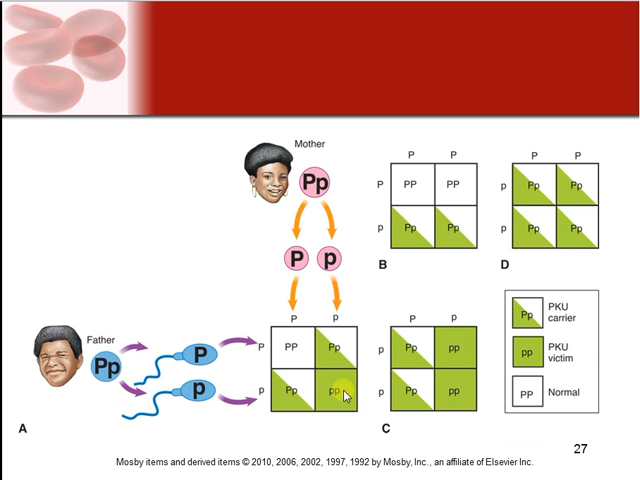 Mother
Pp
P p
P p
Father
Pp
P
p
P PP Pp
p Pp pp
A
P P
P PP PP
p Pp Pp
B
P P
p Pp Pp
p Pp Pp
D
P p
p Pp pp
p Pp pp
C
Pp PKU
carrier
pp PKU
victim
PP Normal
27
Mosby items and derived items © 2010, 2006, 2002, 1997, 1992 by Mosby, Inc., an affiliate of Elsevier Inc.